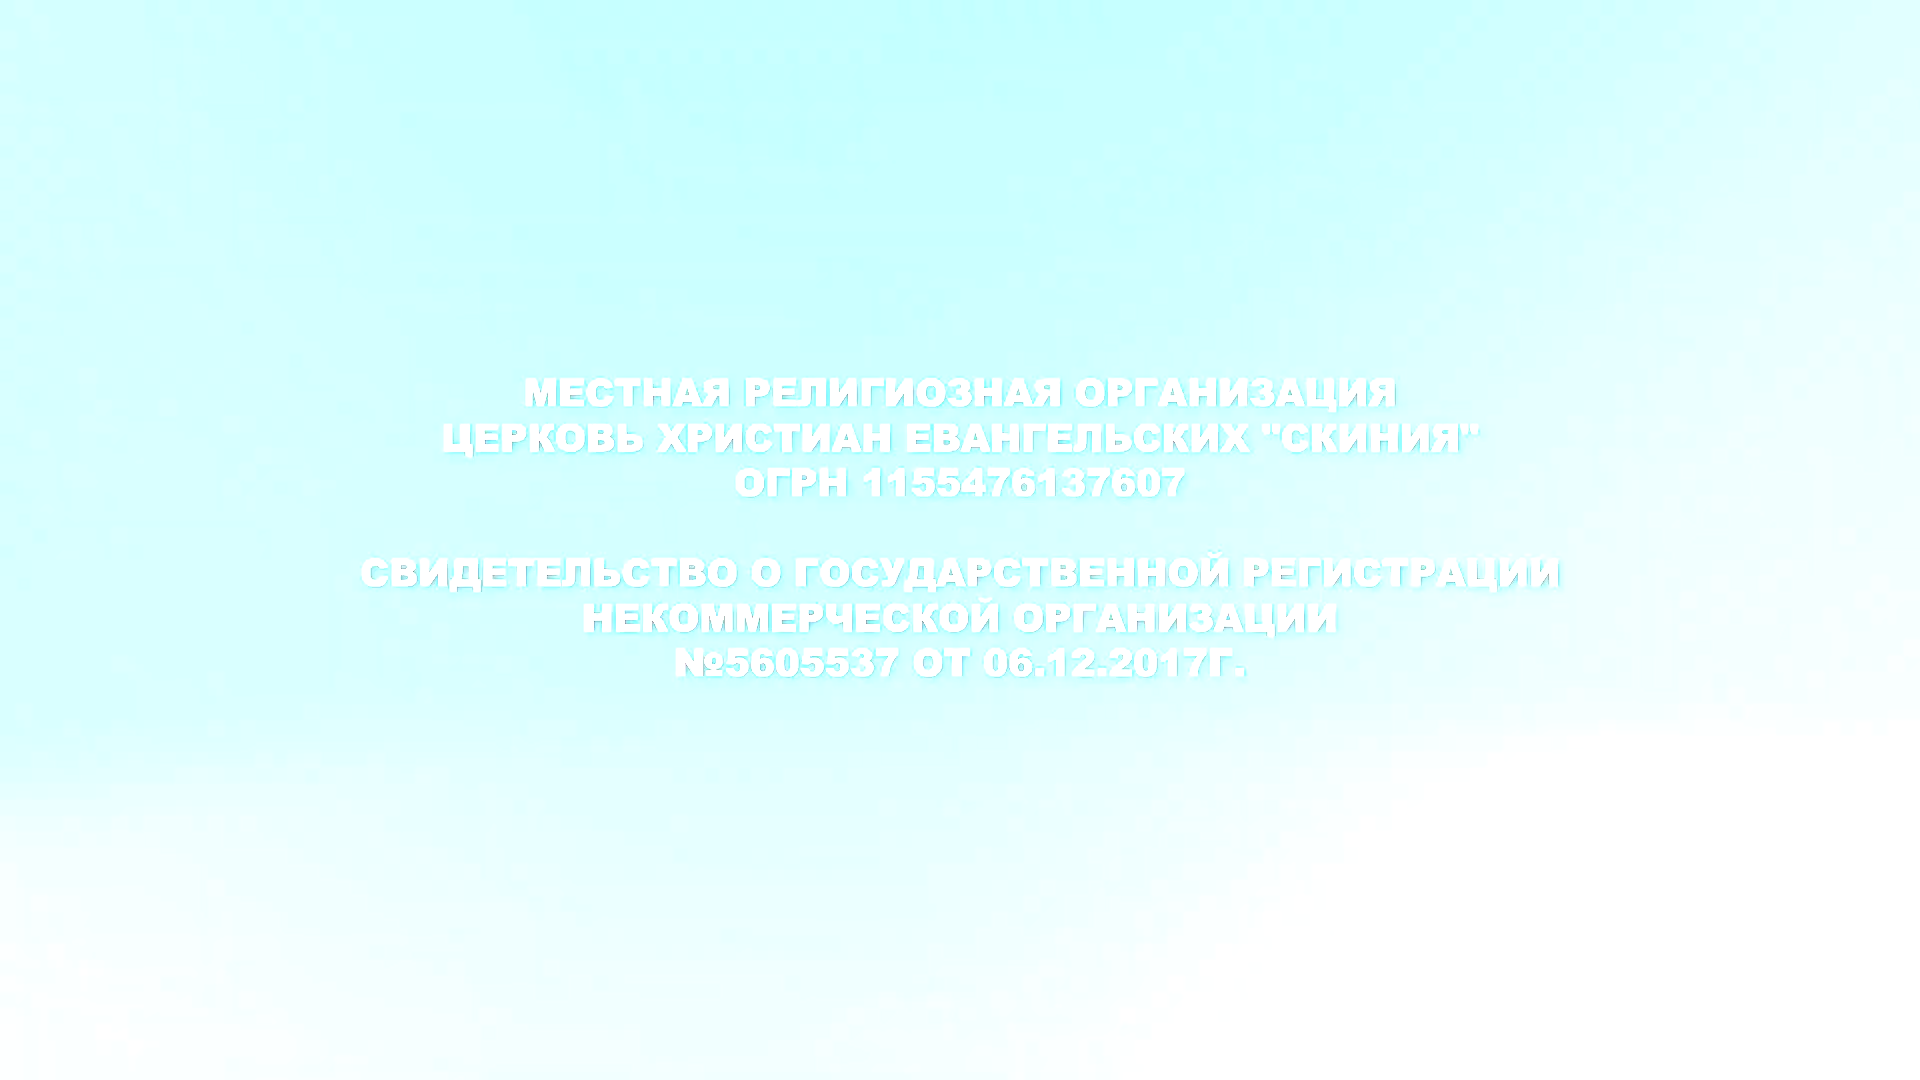 МЕСТНАЯ РЕЛИГИОЗНАЯ ОРГАНИЗАЦИЯ
ЦЕРКОВЬ ХРИСТИАН ЕВАНГЕЛЬСКИХ "СКИНИЯ"
ОГРН 1155476137607
СВИДЕТЕЛЬСТВО О ГОСУДАРСТВЕННОЙ РЕГИСТРАЦИИ
НЕКОММЕРЧЕСКОЙ ОРГАНИЗАЦИИ
№5605537 ОТ 06.12.2017Г.